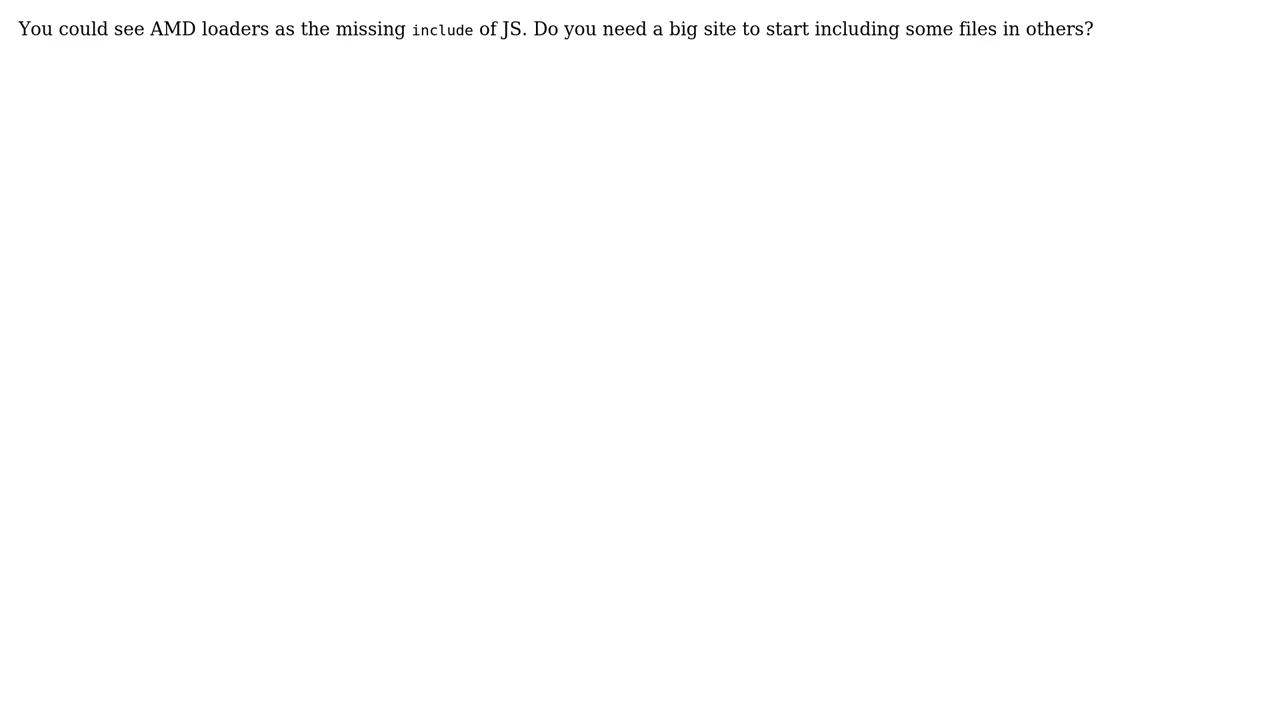 You could see AMD loaders as the missing include of JS. Do you need a big site to start including some files in others?